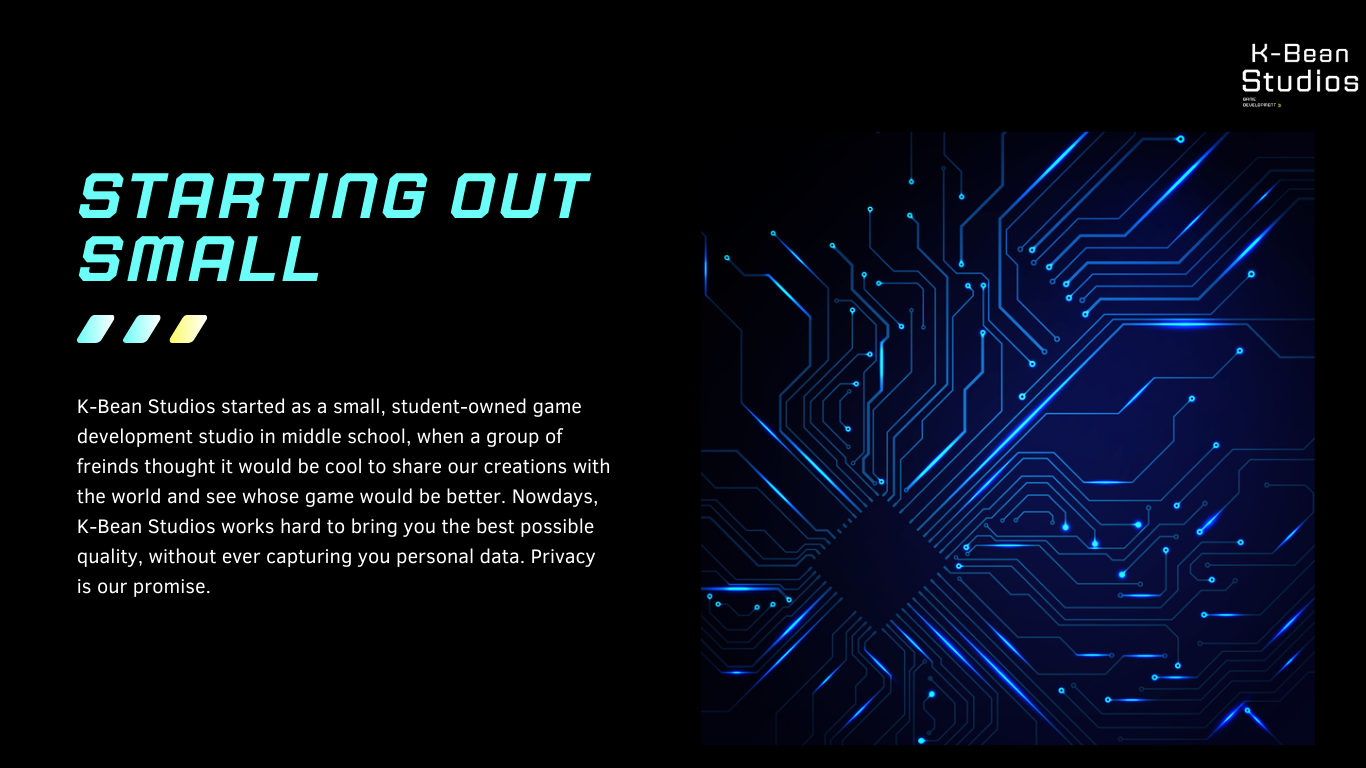 K-Bean
Studios
GAME
DEVELOPMENT
STARTING OUT
SMALL
K-Bean Studios started as a small, student-owned game
development studio in middle school, when a group of
freinds thought it would be cool to share our creations with
the world and see whose game would be better. Nowdays,
K-Bean Studios works hard to bring you the best possible
quality, without ever capturing you personal data. Privacy
is our promise.